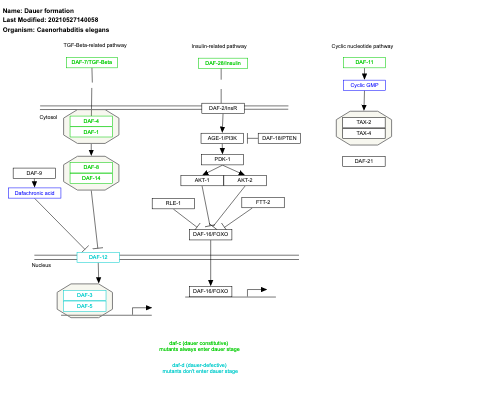 Name: Dauer formation
Last Modified: 20210527140058
Organism: Caenorhabditis elegans
TGF-Beta-related pathway
Insulin-related pathway
Cyclic nucleotide pathway
DAF-7/TGF-Beta
DAF-28/Insulin
DAF-11
Cyclic GMP
DAF-2/InsR
Cytosol
DAF-4
DAF-1
TAX-2
TAX-4
AGE-1/PI3K
DAF-18/PTEN
PDK-1
DAF-21
DAF-8
DAF-14
DAF-9
AKT-1
AKT-2
Dafachronic acid
RLE-1
FTT-2
DAF-16/FOXO
DAF-12
Nucleus
DAF-3
DAF-5
DAF-16/FOXO
daf-c (dauer constitutive)
mutants always enter dauer stage
daf-d (dauer-defective)
mutants don't enter dauer stage